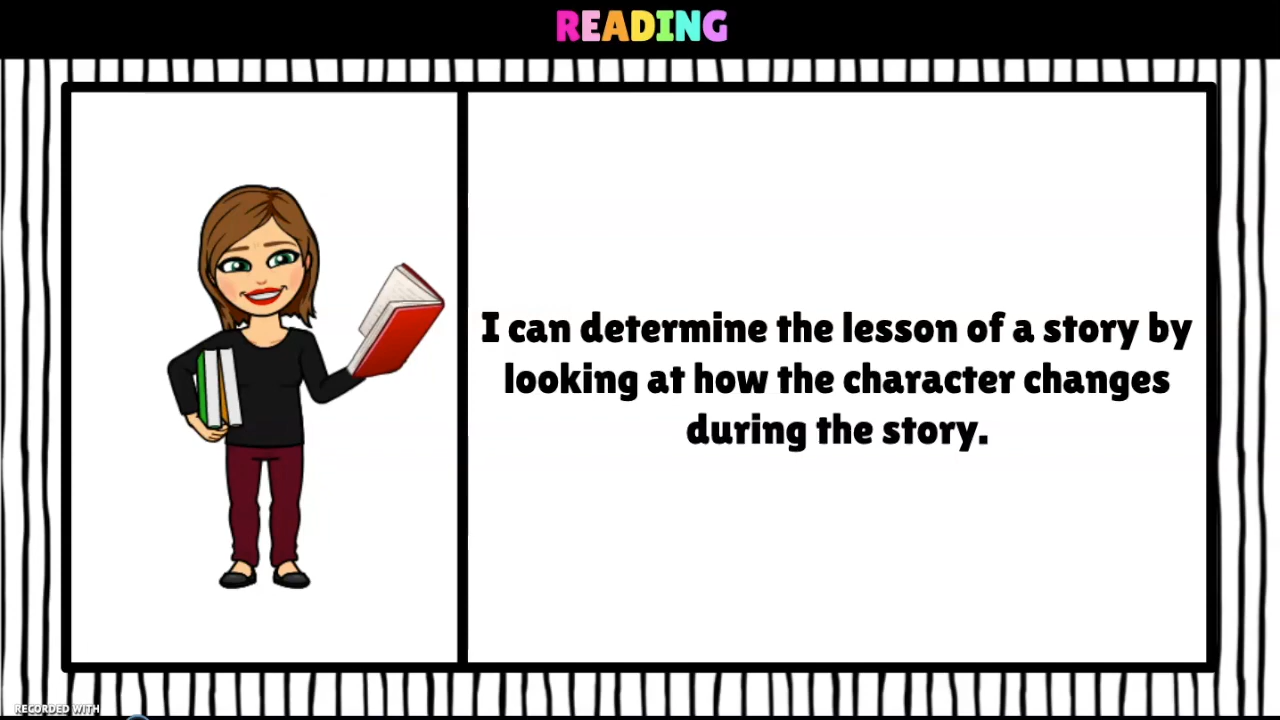 READING
I can determine the lesson of a story by
looking at how the character changes
during the story.
RECORDED WITH